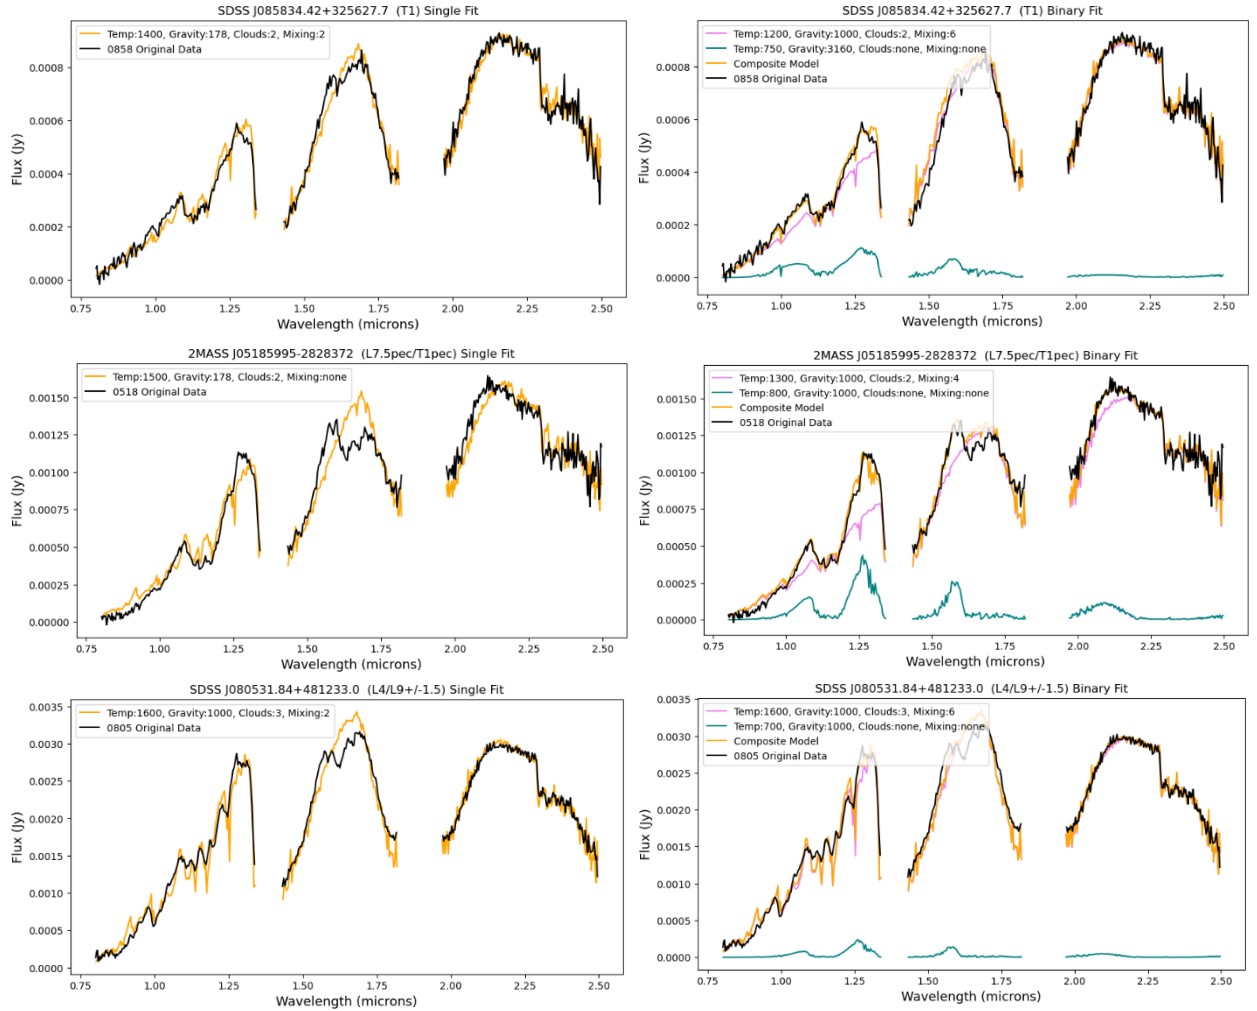 SDSS J085834.42+325627.7 (T1) Single Fit
Temp:1400, Gravity:178, Clouds:2, Mixing:2
0858 Original Data
Flux (Jy)
0.0008
0.0006
0.0004
0.0002
0.0000
0.75 1.00 1.25 1.50 1.75 2.00 2.25 2.50
Wavelength (microns)
SDSS J085834.42+325627.7 (T1) Binary Fit
Temp:1200, Gravity:1000, Clouds:2, Mixing:6
Temp:750, Gravity:3160, Clouds:none, Mixing:none
Composite Model
0858 Original Data
Flux (Jy)
0.0008
0.0006
0.0004
0.0002
0.0000
0.75 1.00 1.25 1.50 1.75 2.00 2.25 2.50
Wavelength (microns)
2MASS J05185995-2828372 (L7.5pec/T1pec) Single Fit
Temp:1500, Gravity:178, Clouds:2, Mixing:none
0518 Original Data
Flux (Jy)
0.00150
0.00125
0.00100
0.00075
0.00050
0.00025
0.00000
0.75 1.00 1.25 1.50 1.75 2.00 2.25 2.50
Wavelength (microns)
2MASS J05185995-2828372 (L7.5pec/T1pec) Binary Fit
Temp:1300, Gravity:1000, Clouds:2, Mixing:4
Temp:800, Gravity:1000, Clouds:none, Mixing:none
Composite Model
0518 Original Data
Flux (Jy)
0.00150
0.00125
0.00100
0.00075
0.00050
0.00025
0.00000
0.75 1.00 1.25 1.50 1.75 2.00 2.25 2.50
Wavelength (microns)
SDSS J080531.84+481233.0 (L4/L9+/-1.5) Single Fit
Temp:1600, Gravity:1000, Clouds:3, Mixing:2
0805 Original Data
Flux (Jy)
0.0035
0.0030
0.0025
0.0020
0.0015
0.0010
0.0005
0.0000
0.75 1.00 1.25 1.50 1.75 2.00 2.25 2.50
Wavelength (microns)
SDSS J080531.84+481233.0 (L4/L9+/-1.5) Binary Fit
Temp:1600, Gravity:1000, Clouds:3, Mixing:6
Temp:700, Gravity:1000, Clouds:none, Mixing:none
Composite Model
0805 Original Data
Flux (Jy)
0.0035
0.0030
0.0025
0.0020
0.0015
0.0010
0.0005
0.0000
0.75 1.00 1.25 1.50 1.75 2.00 2.25 2.50
Wavelength (microns)